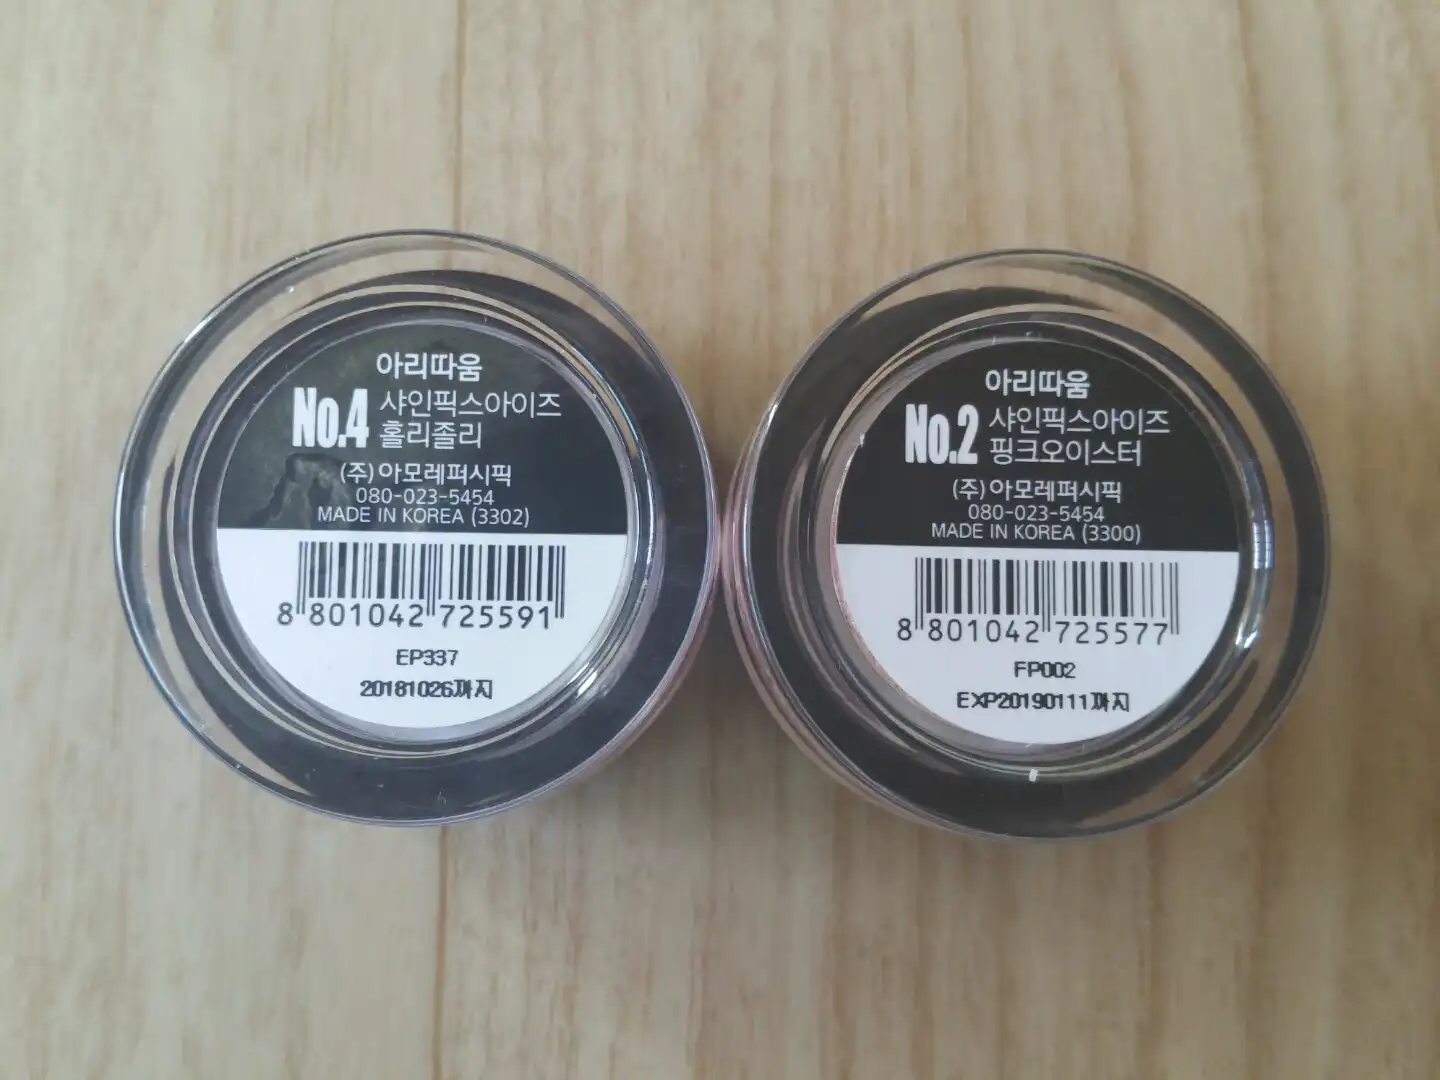 아리따움
No.4 샤인픽스아이즈
홀리졸리
(주)아모레퍼시픽
080-023-5454
MADE IN KOREA (3302)
8 801042 725591
EP337
20181026까지
아리따움
No.2 샤인픽스아이즈
핑크오이스터
(주)아모레퍼시픽
080-023-5454
MADE IN KOREA (3300)
8 801042 725577
FP002
EXP20190111까지